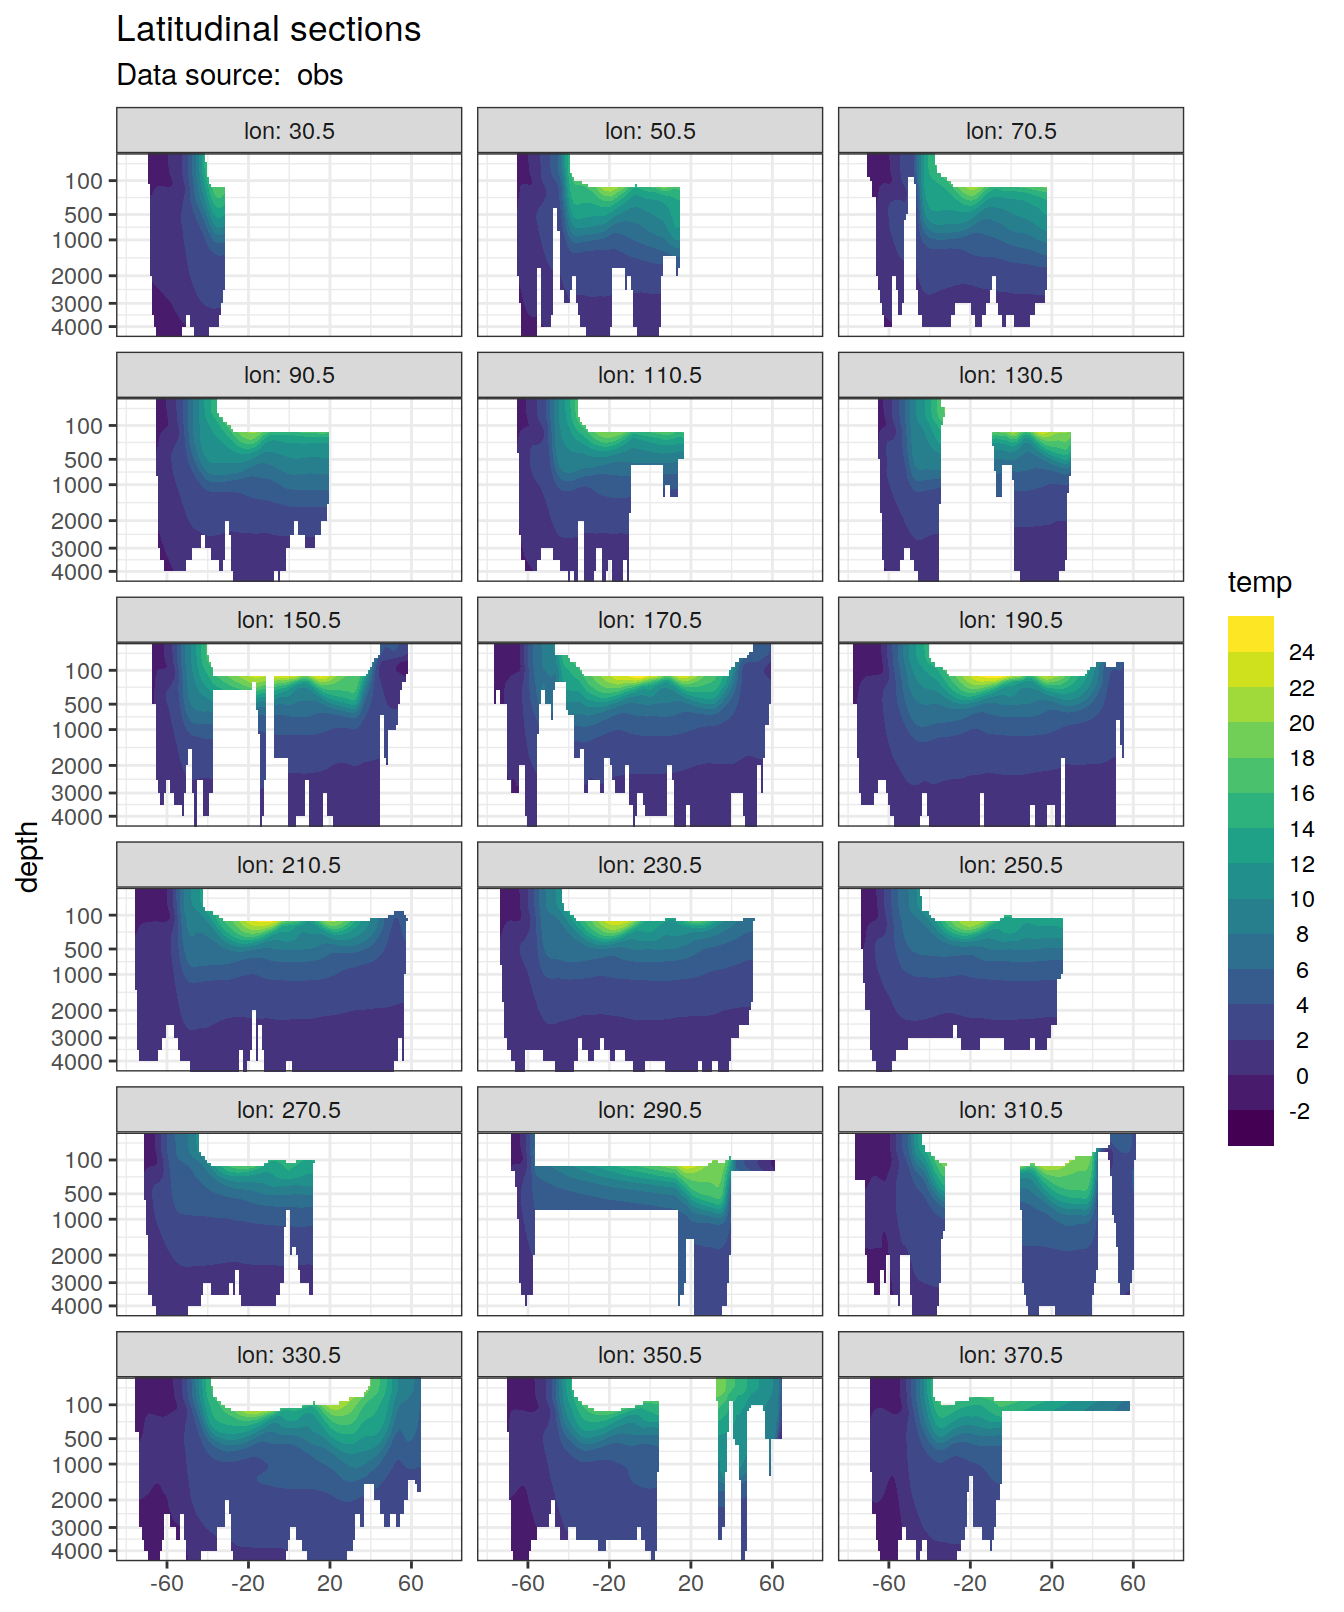 Latitudinal sections
Data source:  obs
lon: 30.5
lon: 50.5
lon: 70.5
100
500
1000
2000
3000
4000
lon: 90.5
lon: 110.5
lon: 130.5
100
500
1000
2000
3000
4000
lon: 150.5
lon: 170.5
lon: 190.5
100
500
1000
2000
3000
4000
lon: 210.5
lon: 230.5
lon: 250.5
100
500
1000
2000
3000
4000
lon: 270.5
lon: 290.5
lon: 310.5
100
500
1000
2000
3000
4000
lon: 330.5
lon: 350.5
lon: 370.5
100
500
1000
2000
3000
4000
-60 -20 20 60
-60 -20 20 60
-60 -20 20 60
depth
temp
24
22
20
18
16
14
12
10
8
6
4
2
0
-2